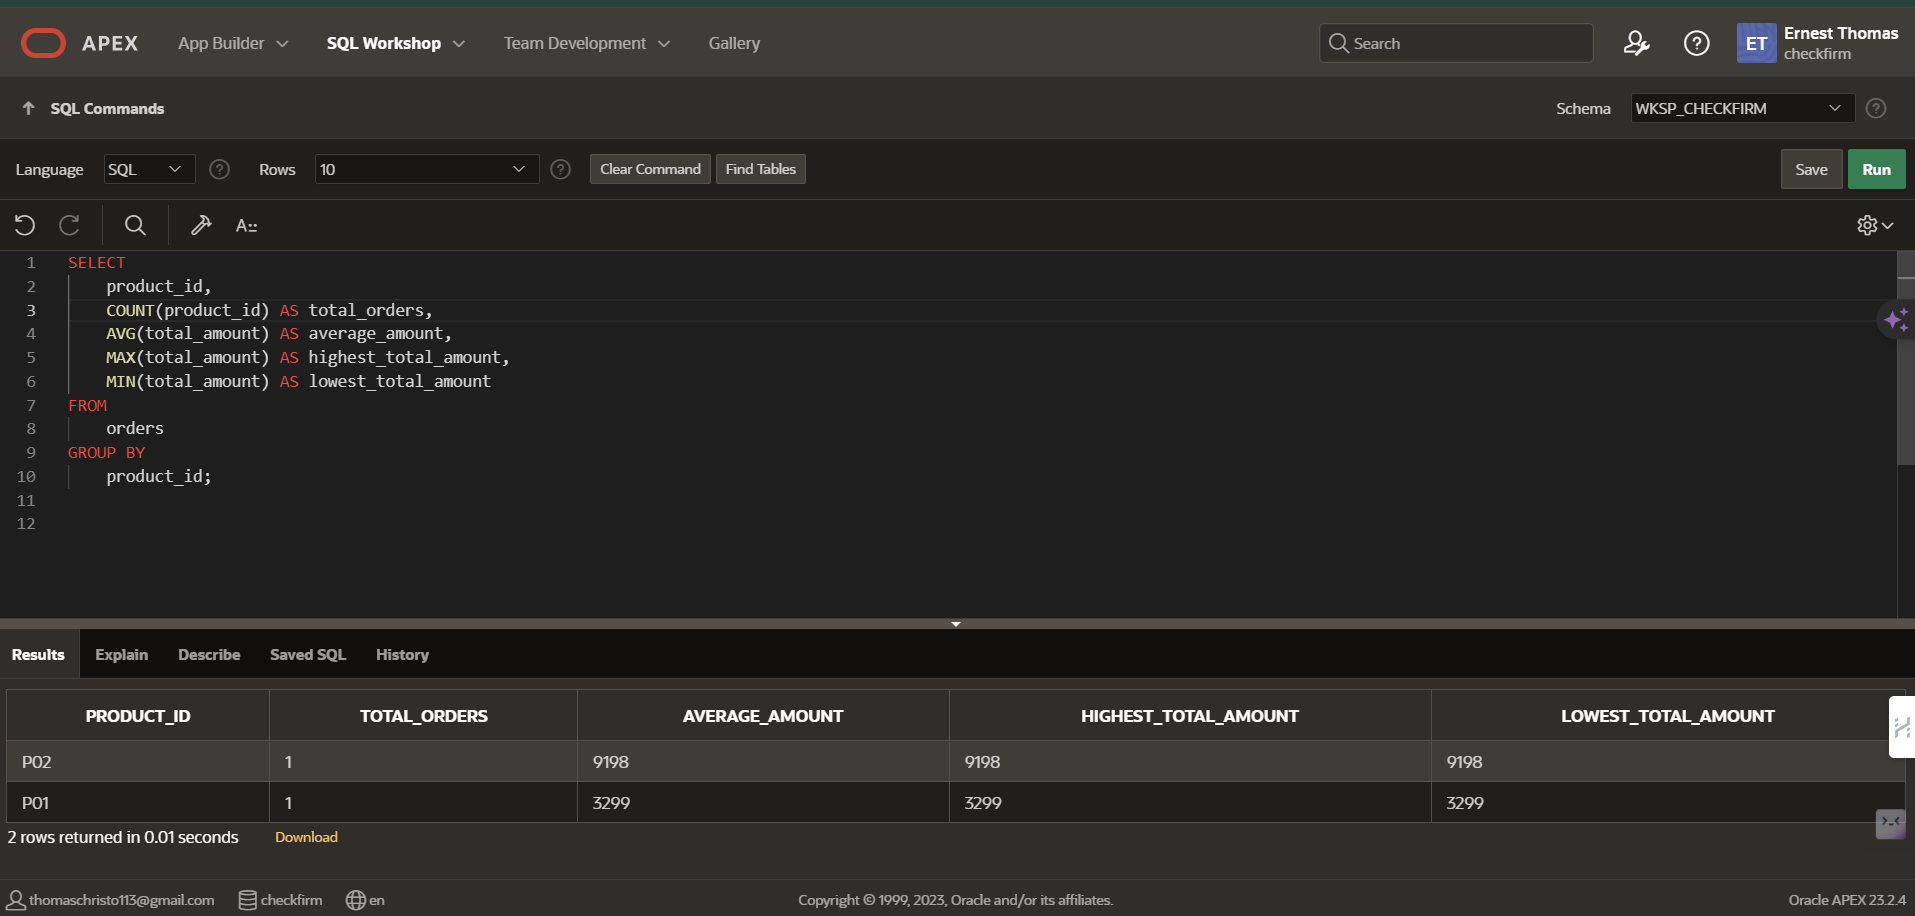 APEX App Builder SQL Workshop Team Development Gallery Search ET Ernest Thomas
checkfirm
SQL Commands Schema WKSP_CHECKFIRM ?
Language SQL ? Rows 10 ? Clear Command Find Tables Save Run
A
1 SELECT
2 product_id,
3 COUNT(product_id) AS total_orders,
4 AVG(total_amount) AS average_amount,
5 MAX(total_amount) AS highest_total_amount,
6 MIN(total_amount) AS lowest_total_amount
7 FROM
8 orders
9 GROUP BY
10 product_id;
11
12
Results Explain Describe Saved SQL History
PRODUCT_ID TOTAL_ORDERS AVERAGE_AMOUNT HIGHEST_TOTAL_AMOUNT LOWEST_TOTAL_AMOUNT
P02 1 9198 9198 9198
P01 1 3299 3299 3299
2 rows returned in 0.01 seconds Download
thomaschristo113@gmail.com checkfirm en Copyright © 1999, 2023, Oracle and/or its affiliates. Oracle APEX 23.2.4